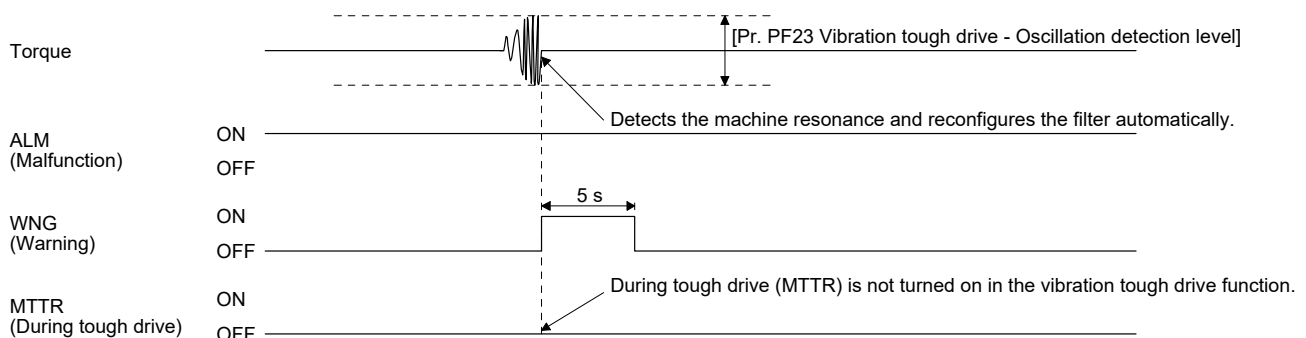 Torque
[Pr. PF23 Vibration tough drive - Oscillation detection level]
Detects the machine resonance and reconfigures the filter automatically.
ALM
(Malfunction)
ON
OFF
5 s
WNG
(Warning)
ON
OFF
During tough drive (MTTR) is not turned on in the vibration tough drive function.
MTTR
(During tough drive)
ON
OFF